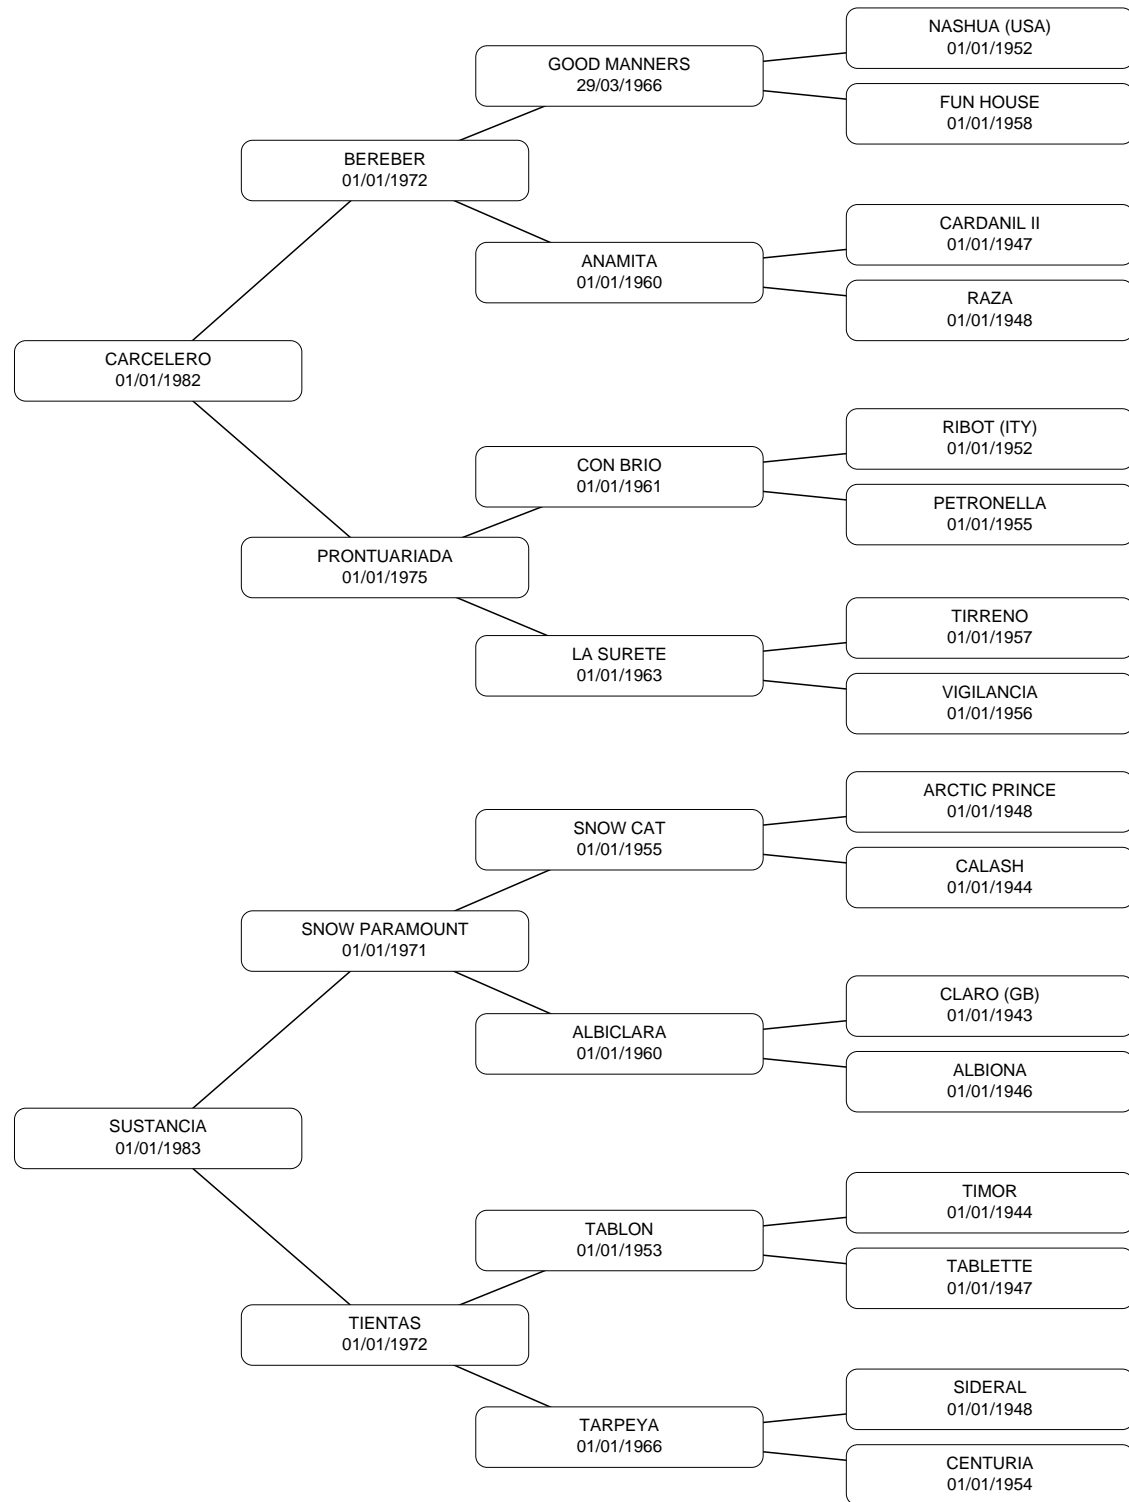 NASHUA (USA)
01/01/1952
GOOD MANNERS
29/03/1966
FUN HOUSE
01/01/1958
BEREBER
01/01/1972
CARDANIL II
01/01/1947
ANAMITA
01/01/1960
RAZA
01/01/1948
CARCELERO
01/01/1982
RIBOT (ITY)
01/01/1952
CON BRIO
01/01/1961
PETRONELLA
01/01/1955
PRONTUARIADA
01/01/1975
TIRRENO
01/01/1957
LA SURETE
01/01/1963
VIGILANCIA
01/01/1956
ARCTIC PRINCE
01/01/1948
SNOW CAT
01/01/1955
CALASH
01/01/1944
SNOW PARAMOUNT
01/01/1971
CLARO (GB)
01/01/1943
ALBICLARA
01/01/1960
ALBIONA
01/01/1946
SUSTANCIA
01/01/1983
TIMOR
01/01/1944
TABLON
01/01/1953
TABLETTE
01/01/1947
TIENTAS
01/01/1972
SIDERAL
01/01/1948
TARPEYA
01/01/1966
CENTURIA
01/01/1954